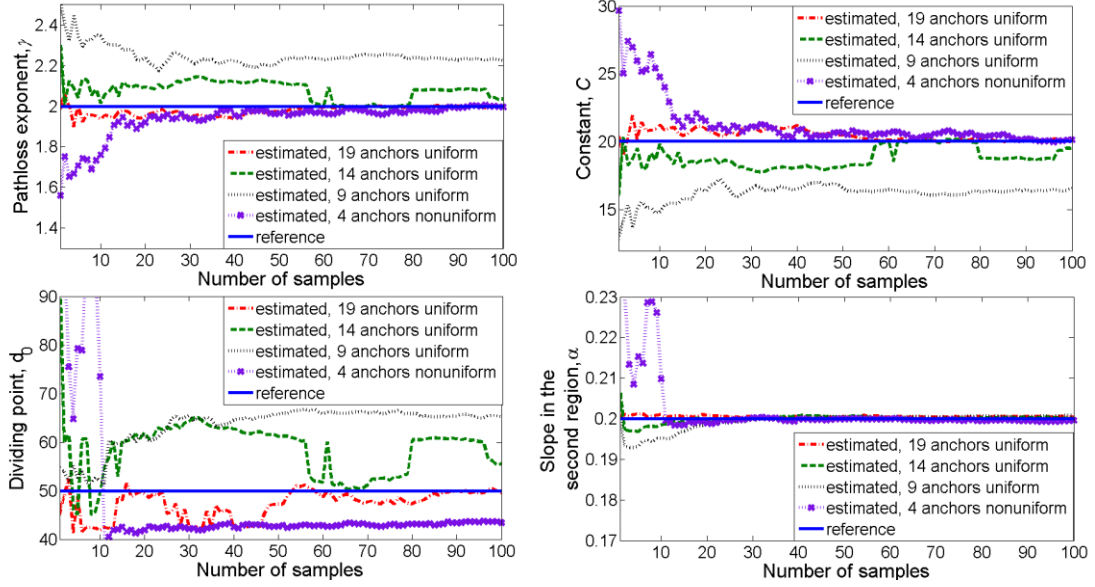 2.4
2.2
2
1.8
1.6
1.4
Pathloss exponent, γ
estimated, 19 anchors uniform
estimated, 14 anchors uniform
estimated, 9 anchors uniform
estimated, 4 anchors nonuniform
reference
10 20 30 40 50 60 70 80 90 100
Number of samples
30
25
20
15
Constant, C
estimated, 19 anchors uniform
estimated, 14 anchors uniform
estimated, 9 anchors uniform
estimated, 4 anchors nonuniform
reference
10 20 30 40 50 60 70 80 90 100
Number of samples
90
80
70
60
50
40
Dividing point, d0
estimated, 19 anchors uniform
estimated, 14 anchors uniform
estimated, 9 anchors uniform
estimated, 4 anchors nonuniform
reference
10 20 30 40 50 60 70 80 90 100
Number of samples
0.23
0.22
0.21
0.2
0.19
0.18
0.17
Slope in the
second region, α
estimated, 19 anchors uniform
estimated, 14 anchors uniform
estimated, 9 anchors uniform
estimated, 4 anchors nonuniform
reference
10 20 30 40 50 60 70 80 90 100
Number of samples